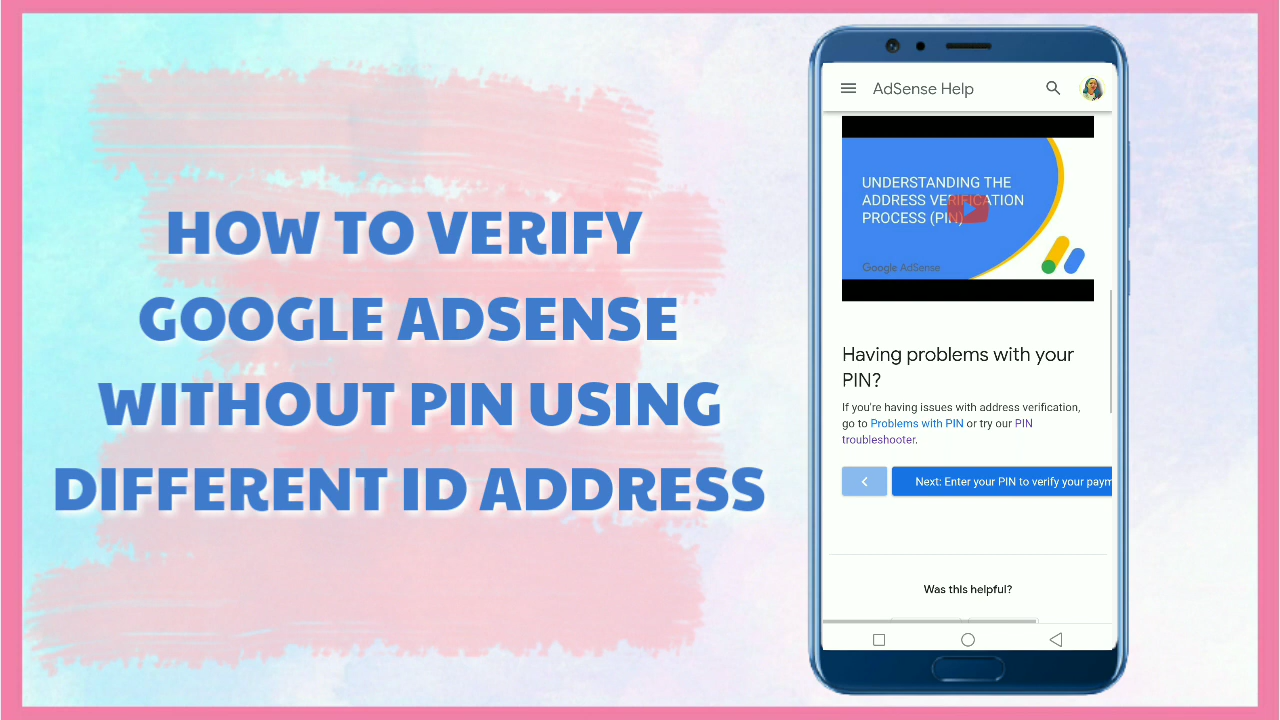 HOW TO VERIFY
GOOGLE ADSENSE
WITHOUT PIN USING
DIFFERENT ID ADDRESS
AdSense Help
UNDERSTANDING THE
ADDRESS VERIFICATION
PROCESS (PIN)
Google AdSense
Having problems with your
PIN?
If you're having issues with address verification,
go to Problems with PIN or try our PIN
troubleshooter.
Next: Enter your PIN to verify your paym
Was this helpful?